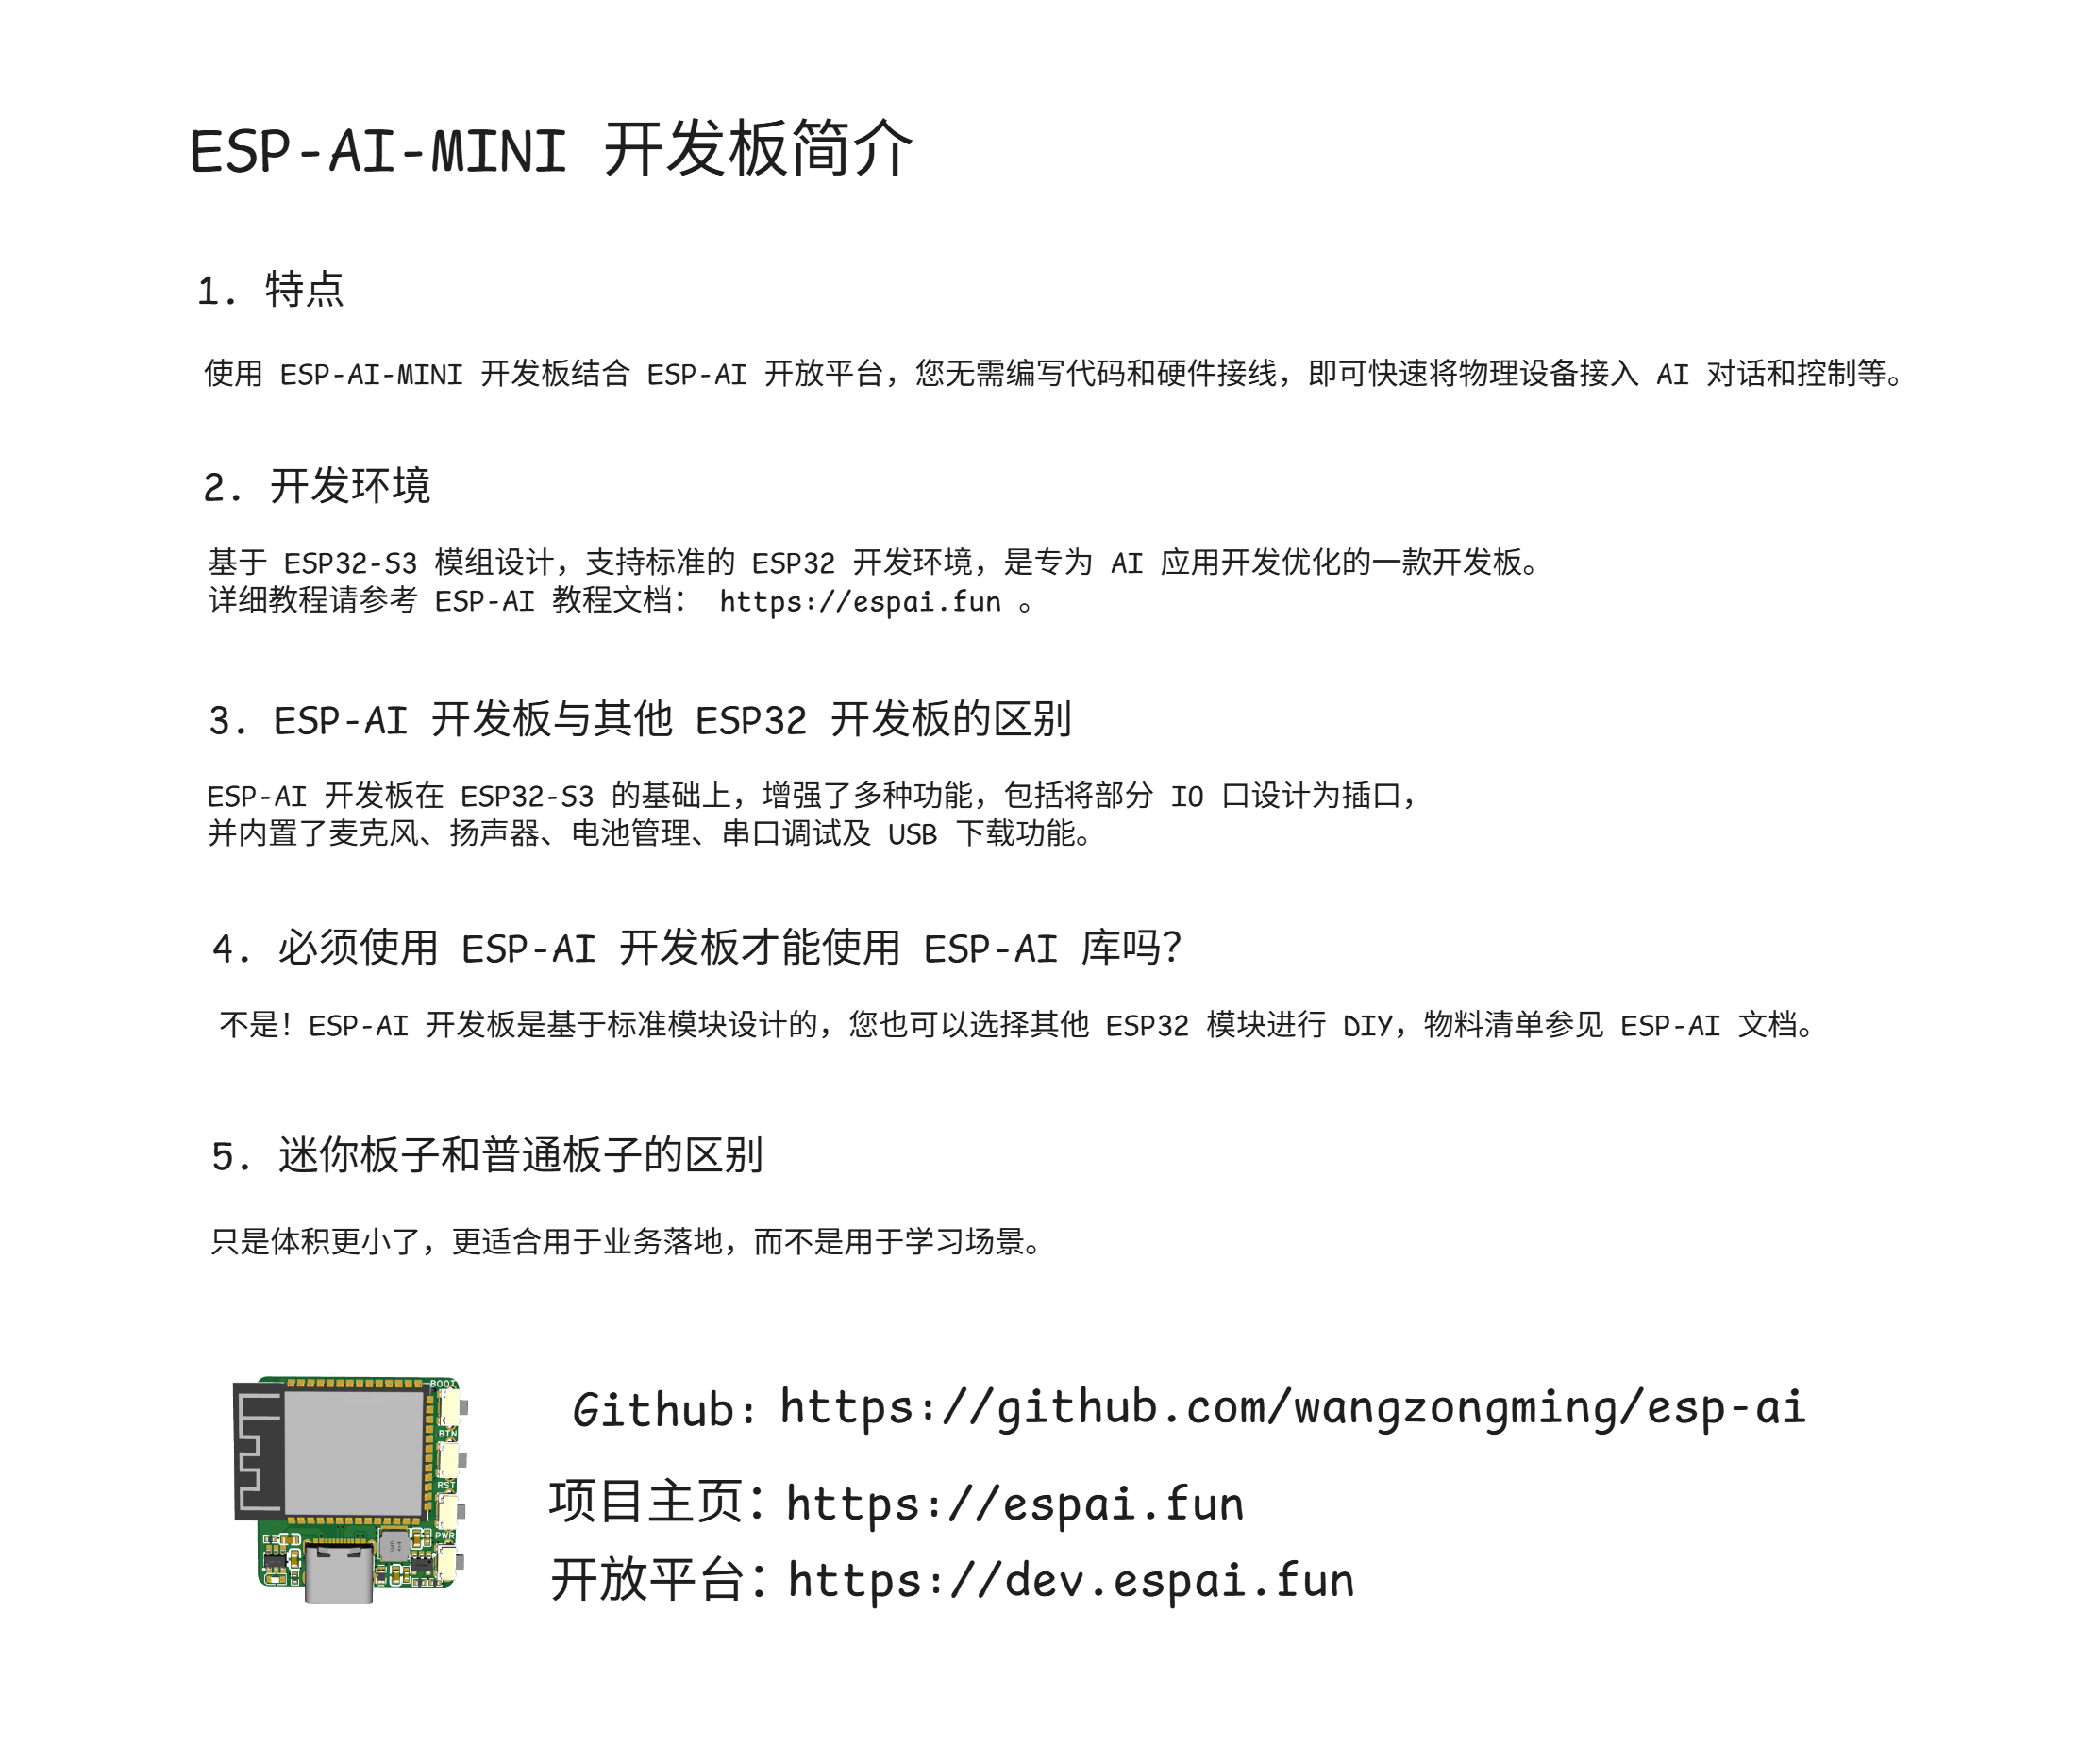 ESP-AI-MINI 开发板简介
1. 特点
使用 ESP-AI-MINI 开发板结合 ESP-AI 开放平台，您无需编写代码和硬件接线，即可快速将物理设备接入 AI 对话和控制等。
2. 开发环境
基于 ESP32-S3 模组设计，支持标准的 ESP32 开发环境，是专为 AI 应用开发优化的一款开发板。
详细教程请参考 ESP-AI 教程文档： https://espai.fun 。
3. ESP-AI 开发板与其他 ESP32 开发板的区别
ESP-AI 开发板在 ESP32-S3 的基础上，增强了多种功能，包括将部分 IO 口设计为插口，
并内置了麦克风、扬声器、电池管理、串口调试及 USB 下载功能。
4. 必须使用 ESP-AI 开发板才能使用 ESP-AI 库吗？
不是！ESP-AI 开发板是基于标准模块设计的，您也可以选择其他 ESP32 模块进行 DIY，物料清单参见 ESP-AI 文档。
5. 迷你板子和普通板子的区别
只是体积更小了，更适合用于业务落地，而不是用于学习场景。
BOOT
BTN
RST
PWR
Github: https://github.com/wangzongming/esp-ai
项目主页：https://espai.fun
开放平台：https://dev.espai.fun